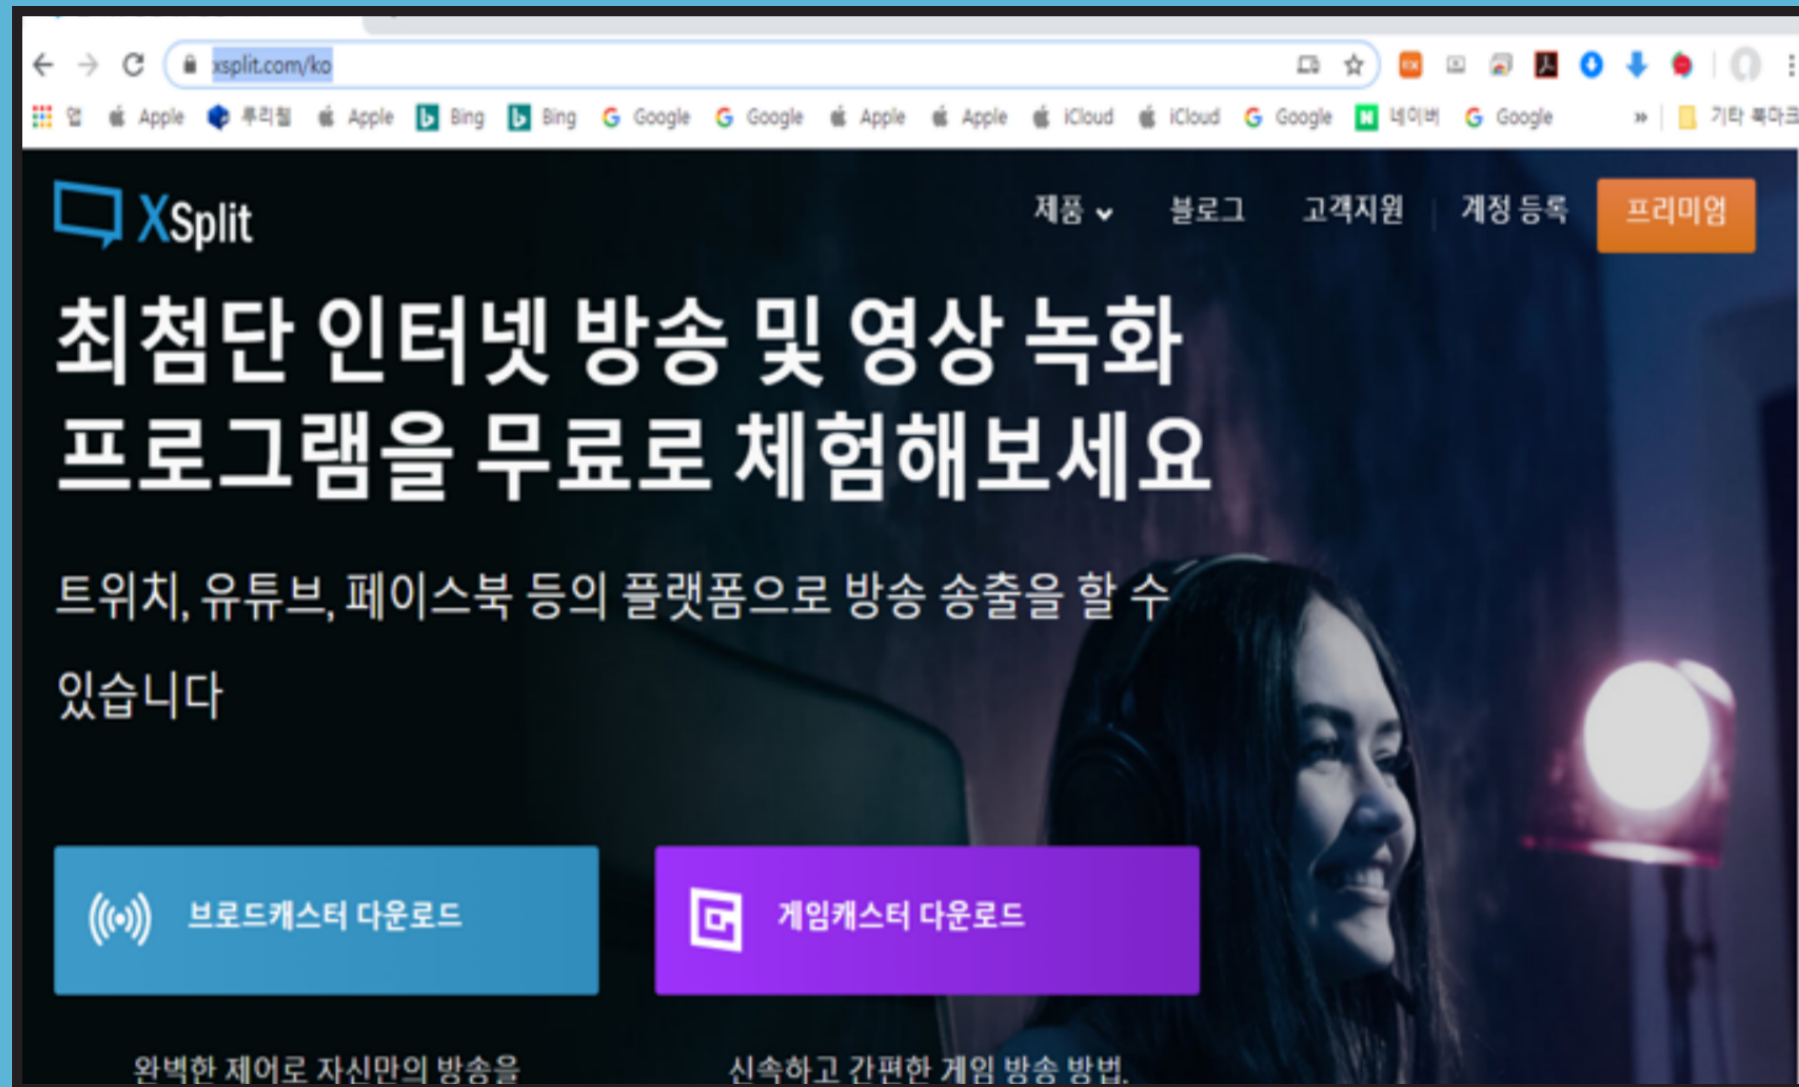 xsplit.com/ko
앱 Apple 루리웹 Apple Bing Bing Google Google Apple Apple iCloud iCloud Google 네이버 Google » 기타 북마크
XSplit 제품 블로그 고객지원 계정 등록 프리미엄
최첨단 인터넷 방송 및 영상 녹화
프로그램을 무료로 체험해보세요
트위치, 유튜브, 페이스북 등의 플랫폼으로 방송 송출을 할 수
있습니다
브로드캐스터 다운로드 게임캐스터 다운로드
완벽한 제어로 자신만의 방송을 신속하고 간편한 게임 방송 방법.